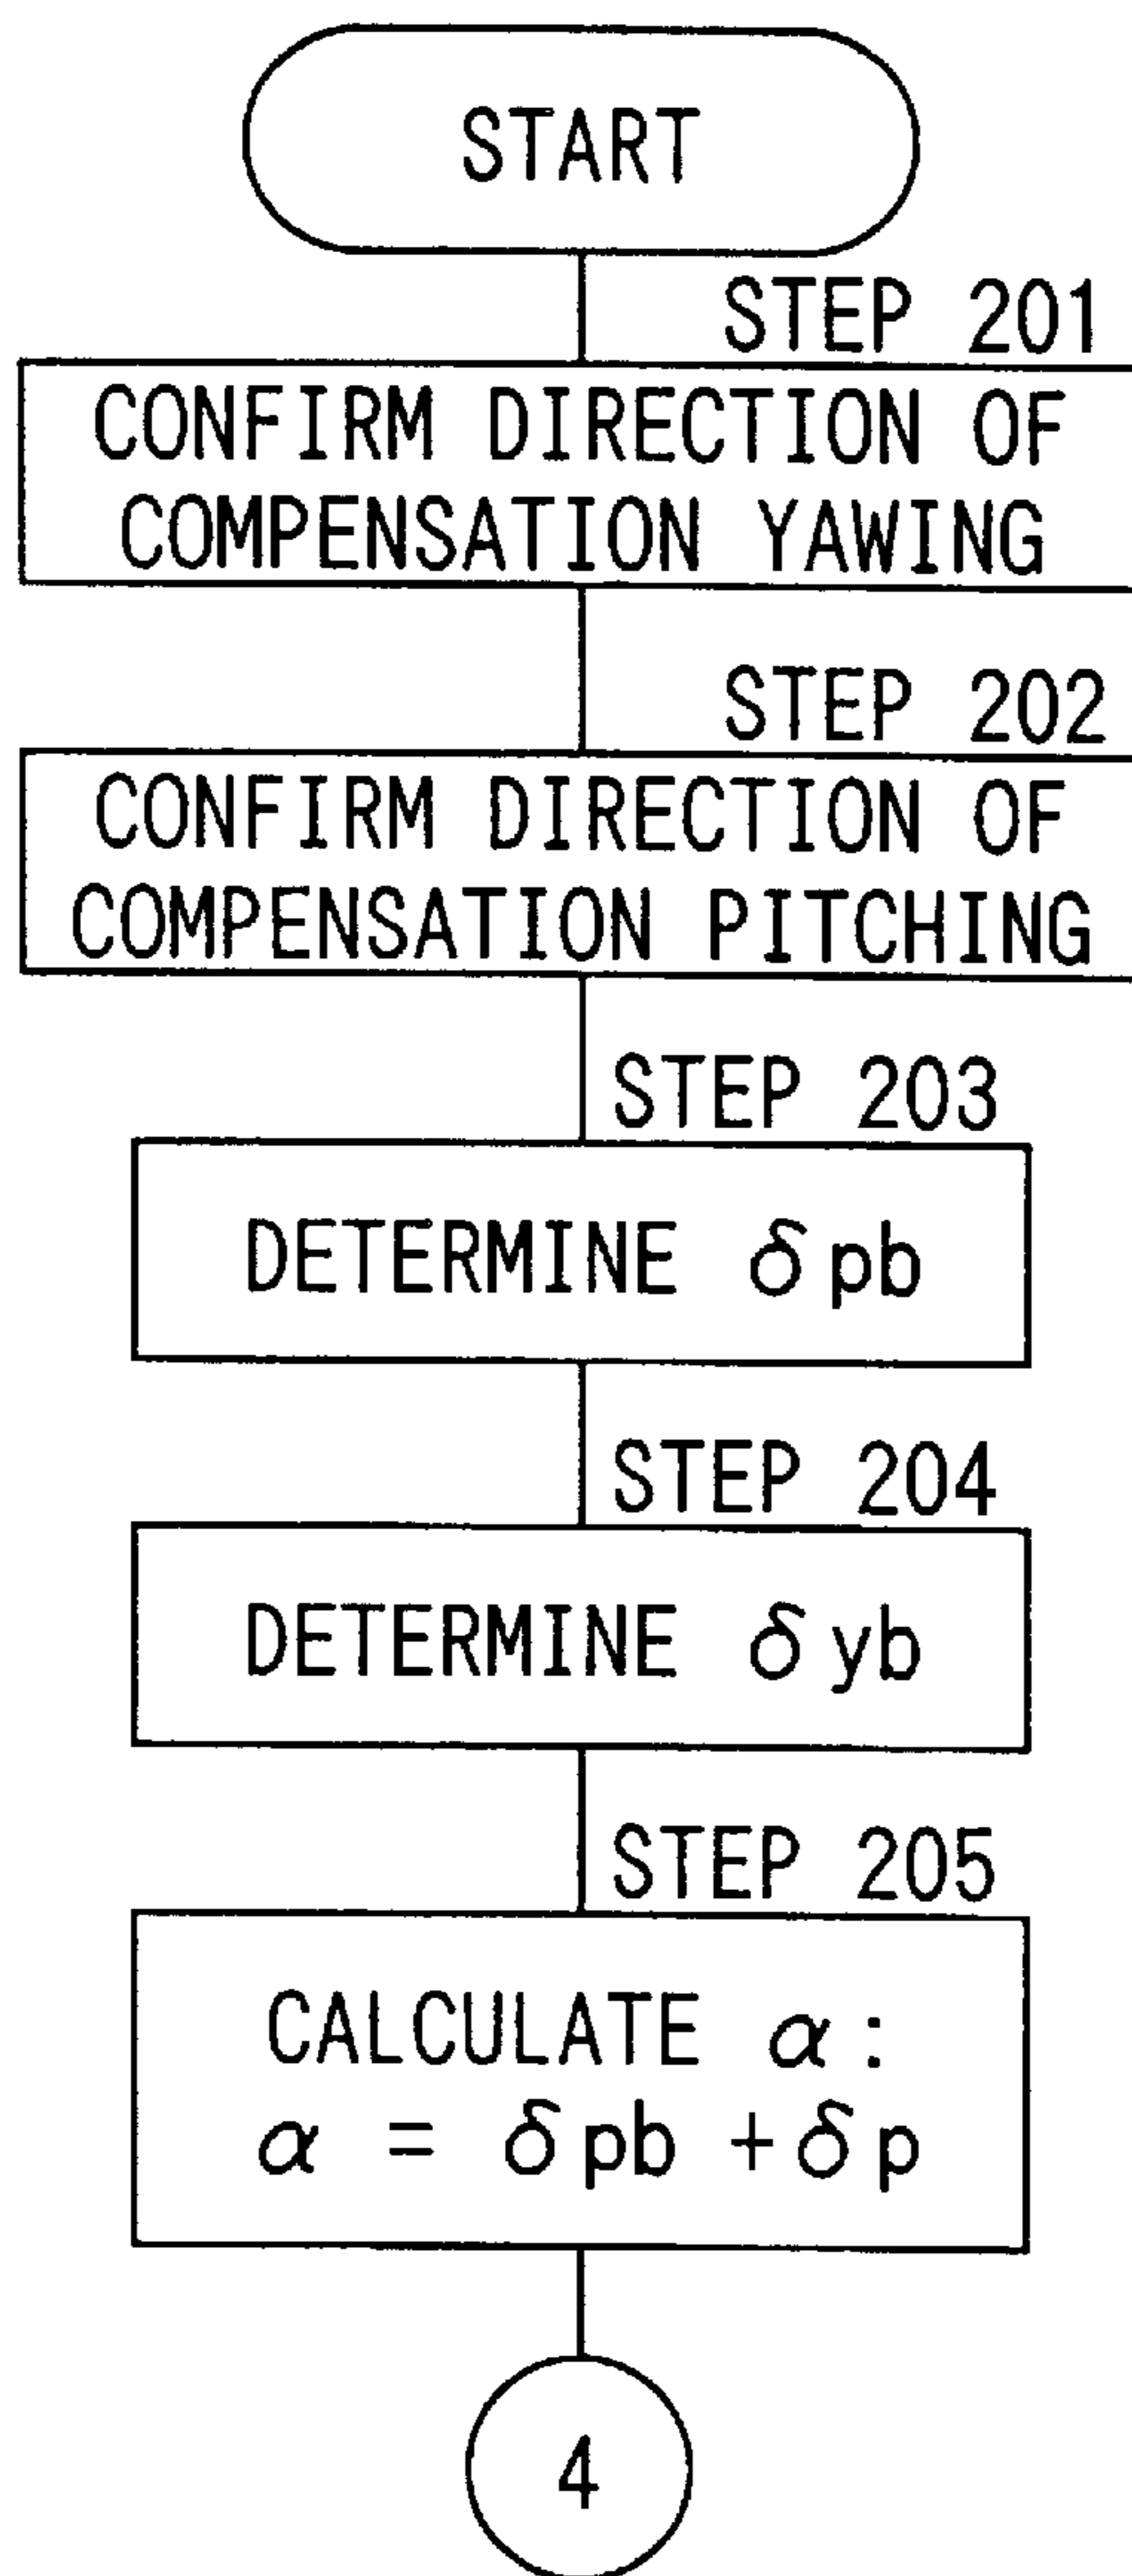 START
STEP 201
CONFIRM DIRECTION OF
COMPENSATION YAWING
STEP 202
CONFIRM DIRECTION OF
COMPENSATION PITCHING
STEP 203
DETERMINE δpb
STEP 204
DETERMINE δyb
STEP 205
CALCULATE α:
α = δpb + δp
4